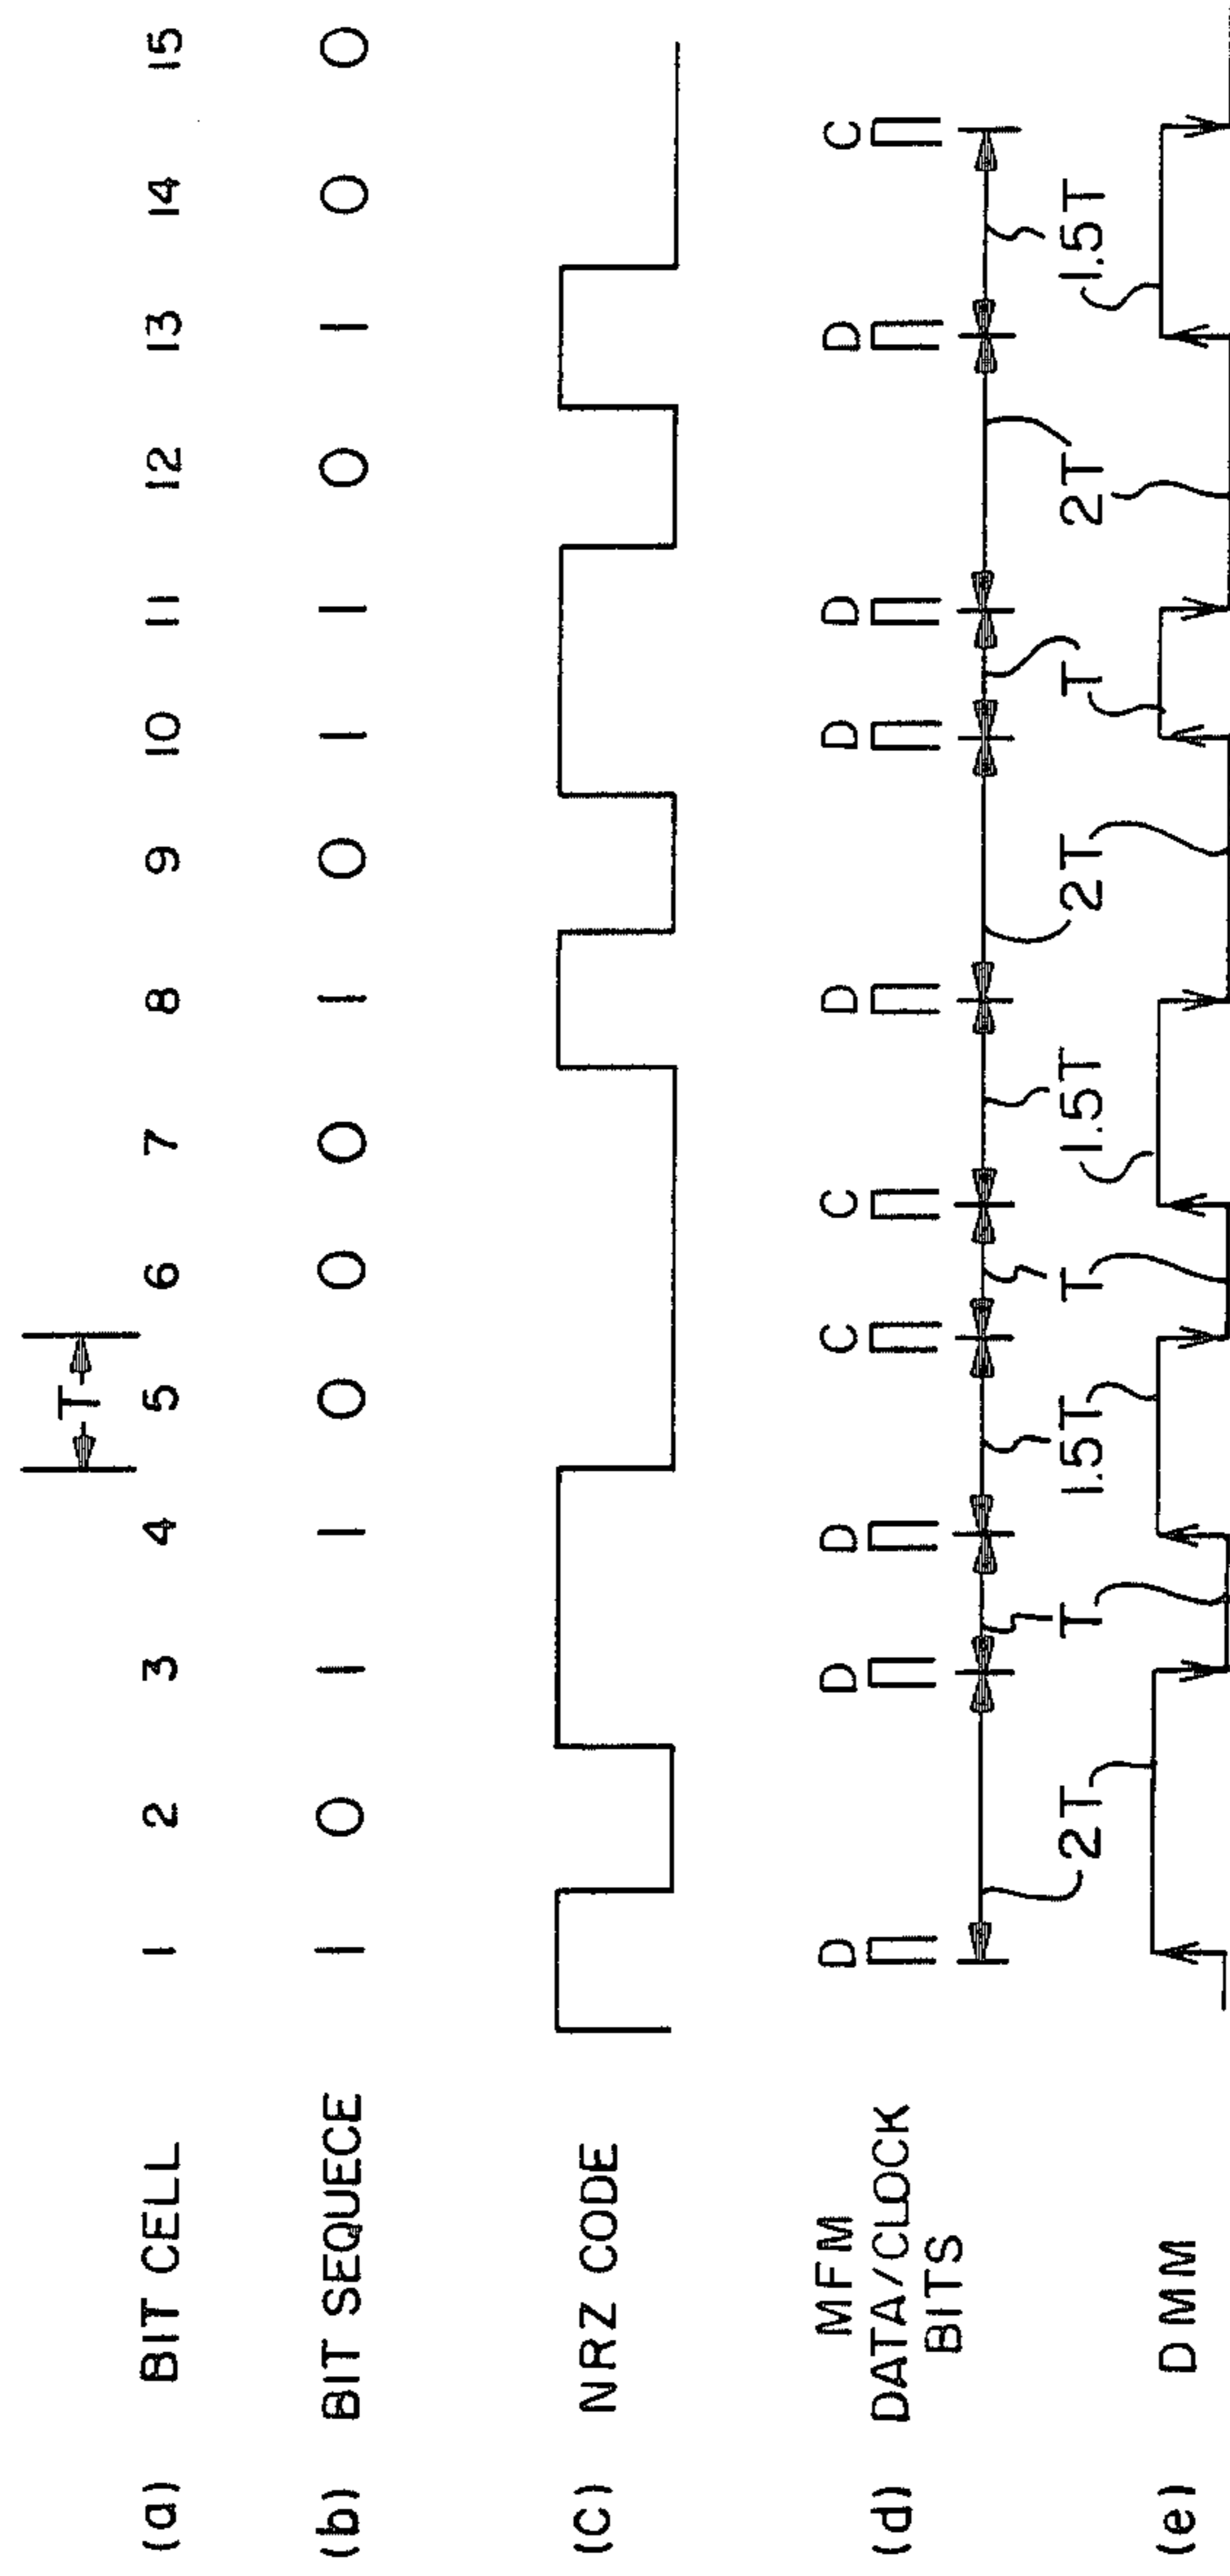 T
(a) BIT CELL 1 2 3 4 5 6 7 8 9 10 11 12 13 14 15
(b) BIT SEQUECE 1 0 1 1 0 0 0 1 0 1 1 0 1 0 0
(C) NRZ CODE
MFM
(d) DATA/CLOCK
BITS
D D D C C D D D D C
2T T 1.5T T 1.5T 2T T 2T 1.5T
(e) DMM